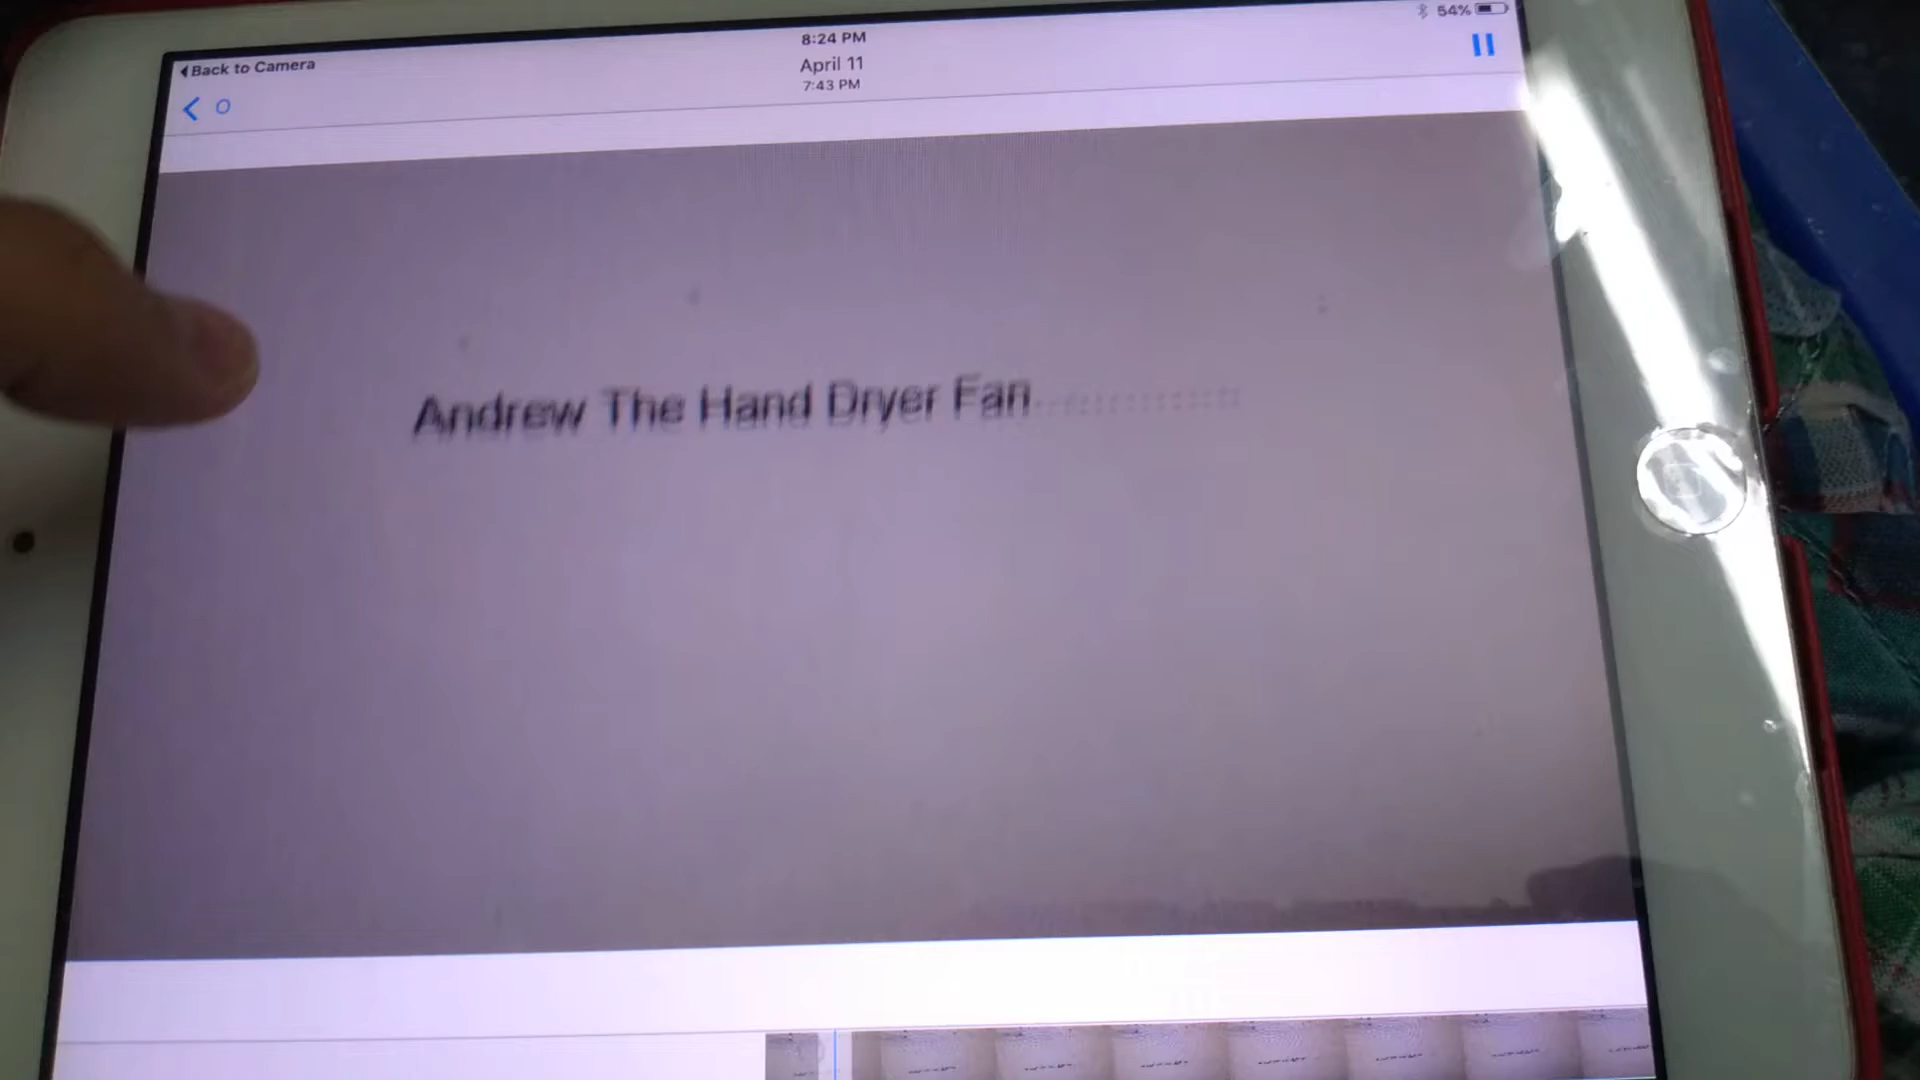 ◀Back to Camera
8:24 PM
54%
April 11
7:43 PM
Andrew The Hand Dryer Fan